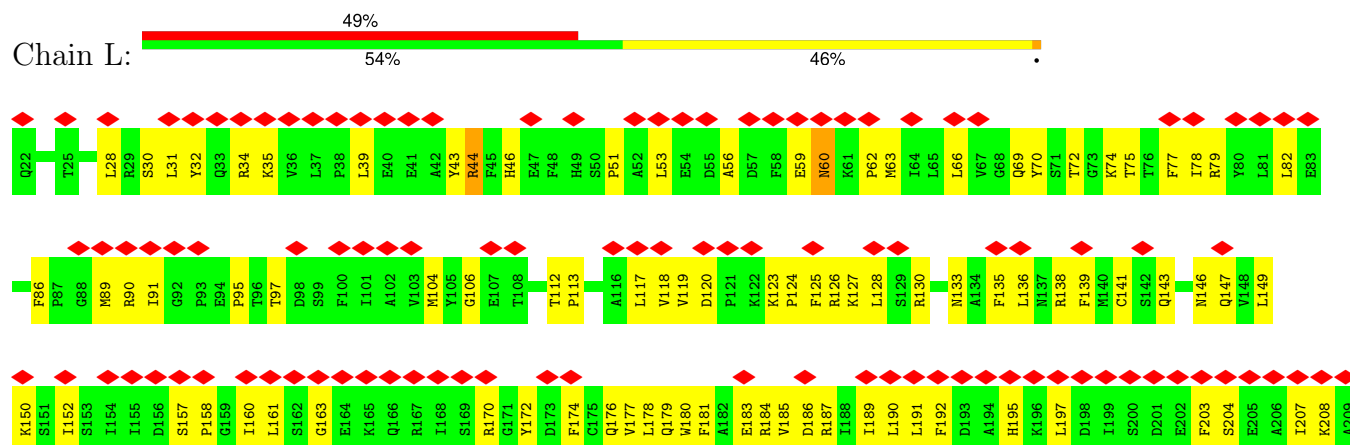 49%
Chain L:
54% 46% •
Q22 T25 L28 R29 S30 L31 Y32 Q33 R34 K35 V36 L37 P38 L39 E40 E41 A42 Y43 R44 F45 H46 E47 F48 H49 S50 P51 A52 L53 E54 D55 A56 D57 F58 E59 N60 K61 P62 M63 I64 L65 L66 V67 G68 Q69 Y70 S71 T72 G73 K74 T75 T76 F77 I78 R79 Y80 L81 L82 E83
F86 P87 G88 M89 R90 I91 G92 P93 E94 P95 T96 T97 D98 S99 F100 I101 A102 V103 M104 Y105 G106 E107 T108 T112 P113 A116 L117 V118 V119 D120 P121 K122 K123 P124 F125 R126 K127 L128 S129 R130 N133 A134 F135 L136 N137 R138 F139 M140 C141 S142 Q143 N146 Q147 V148 L149
K150 S151 I152 S153 I154 I155 D156 S157 P158 G159 I160 L161 S162 G163 E164 K165 Q166 R167 I168 S169 R170 G171 Y172 D173 F174 C175 Q176 V177 L178 Q179 W180 F181 A182 E183 R184 V185 D186 R187 I188 I189 L190 L191 F192 D193 A194 H195 K196 L197 D198 I199 S200 D201 E202 F203 S204 E205 A206 I207 K208 A209